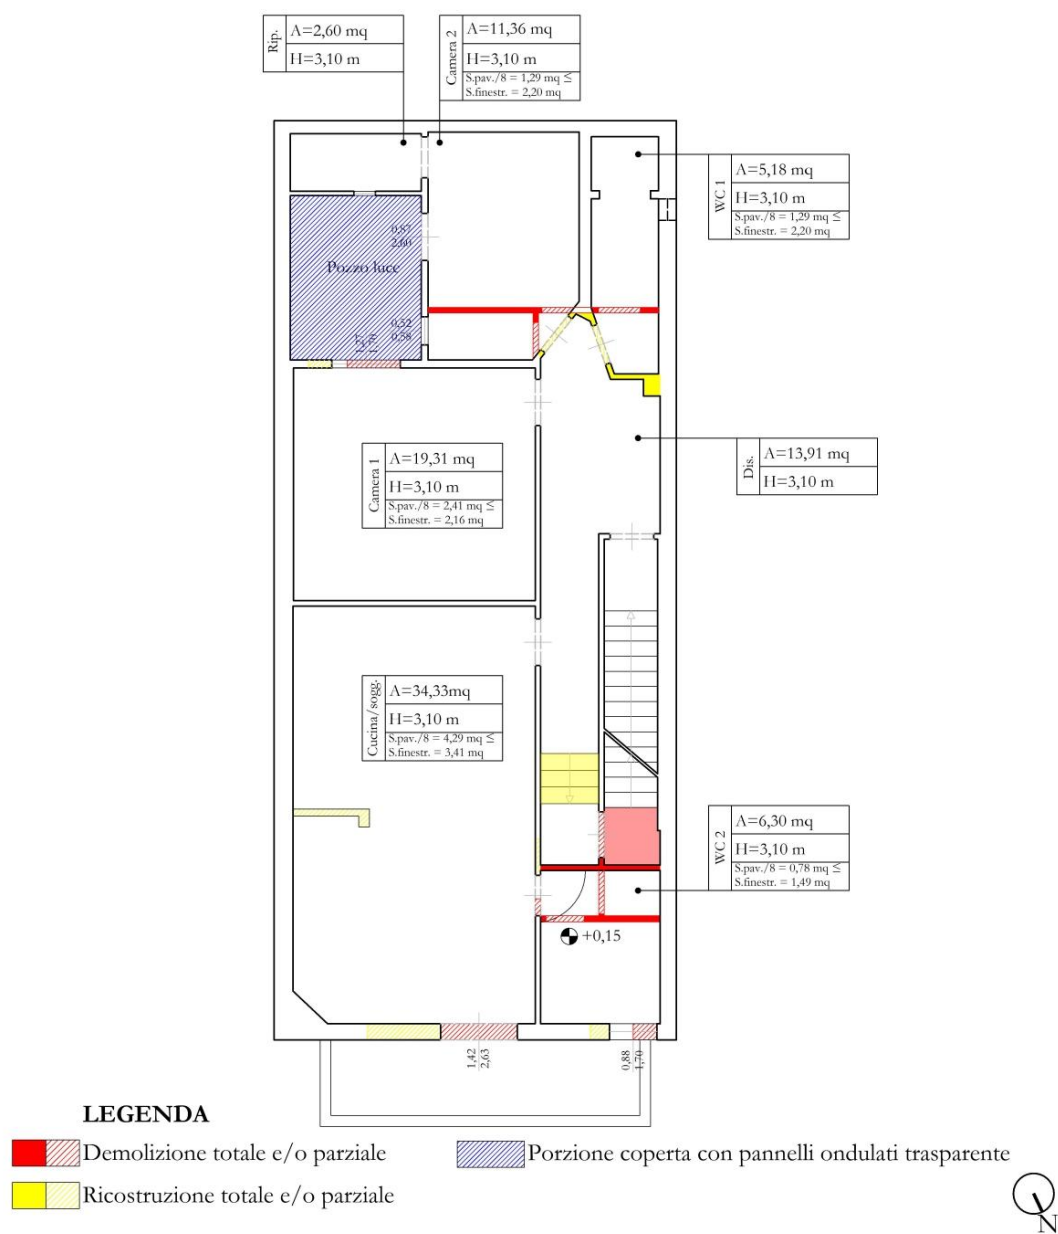 Rip.
A=2,60 mq
H=3,10 m
Camera 2
A=11,36 mq
H=3,10 m
S.pav./8 = 1,29 mq ≤
S.finestr. = 2,20 mq
WC 1
A=5,18 mq
H=3,10 m
S.pav./8 = 1,29 mq ≤
S.finestr. = 2,20 mq
0,87
2,60
Pozzo luce
0,52
0,58
Camera 1
A=19,31 mq
H=3,10 m
S.pav./8 = 2,41 mq ≤
S.finestr. = 2,16 mq
Dis.
A=13,91 mq
H=3,10 m
Cucina/sogg.
A=34,33mq
H=3,10 m
S.pav./8 = 4,29 mq ≤
S.finestr. = 3,41 mq
WC 2
A=6,30 mq
H=3,10 m
S.pav./8 = 0,78 mq ≤
S.finestr. = 1,49 mq
+0,15
1,42
2,63
0,88
1,70
LEGENDA
Demolizione totale e/o parziale
Porzione coperta con pannelli ondulati trasparente
Ricostruzione totale e/o parziale
N